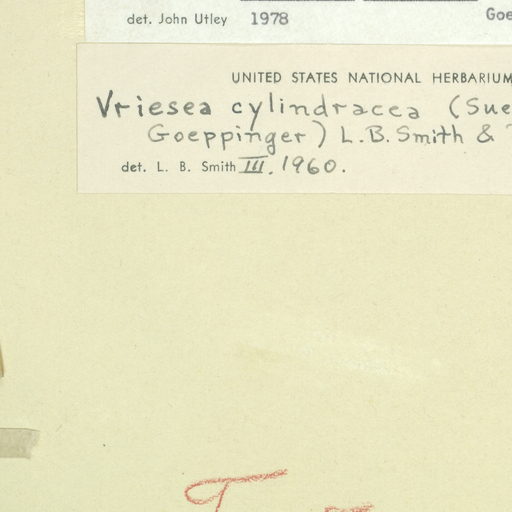 det. John Utley 1978 Goe
UNITED STATES NATIONAL HERBARIUM
Vriesea cylindracea (Sue
Goeppinger) L.B. Smith &
det. L. B. Smith III, 1960.